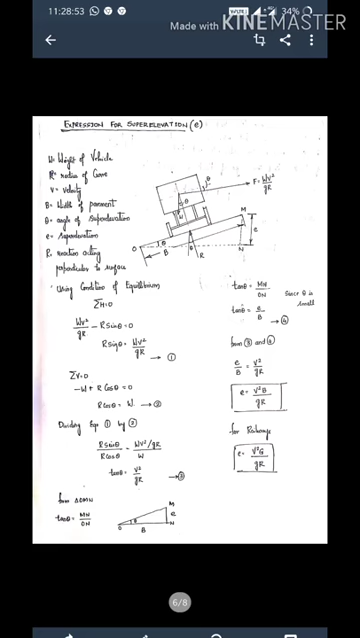 11:28:53
34%
Made with KINEMASTER
EXPRESSION FOR SUPERELEVATION (e)
W= Weight of Vehicle
R= radius of Curve
V= velocity
B= Width of pavment
θ= angle of superelevation
e= superelevation
R= reaction acting
perpendicular to surface
Using Condition of Equilibrium
ΣH=0
WV²/gR - R sinθ = 0
R sinθ = WV²/gR → ①
ΣV=0
-W + R Cosθ = 0
R Cosθ = W → ②
Dividing Eqn ① by ②
R sinθ / R Cosθ = WV²/gR / W
tanθ = V²/gR → ③
from ΔOMN
tanθ = MN/ON
O θ B N e M
F = WV²/gR
θ
θ
M
e
N
O θ
B
θ
R
tanθ = MN/ON since θ is
small
tanθ = e/B → ④
from ③ and ④
e/B = V²/gR
e = V²B/gR
for Railways
e = V²G/gR
6/8